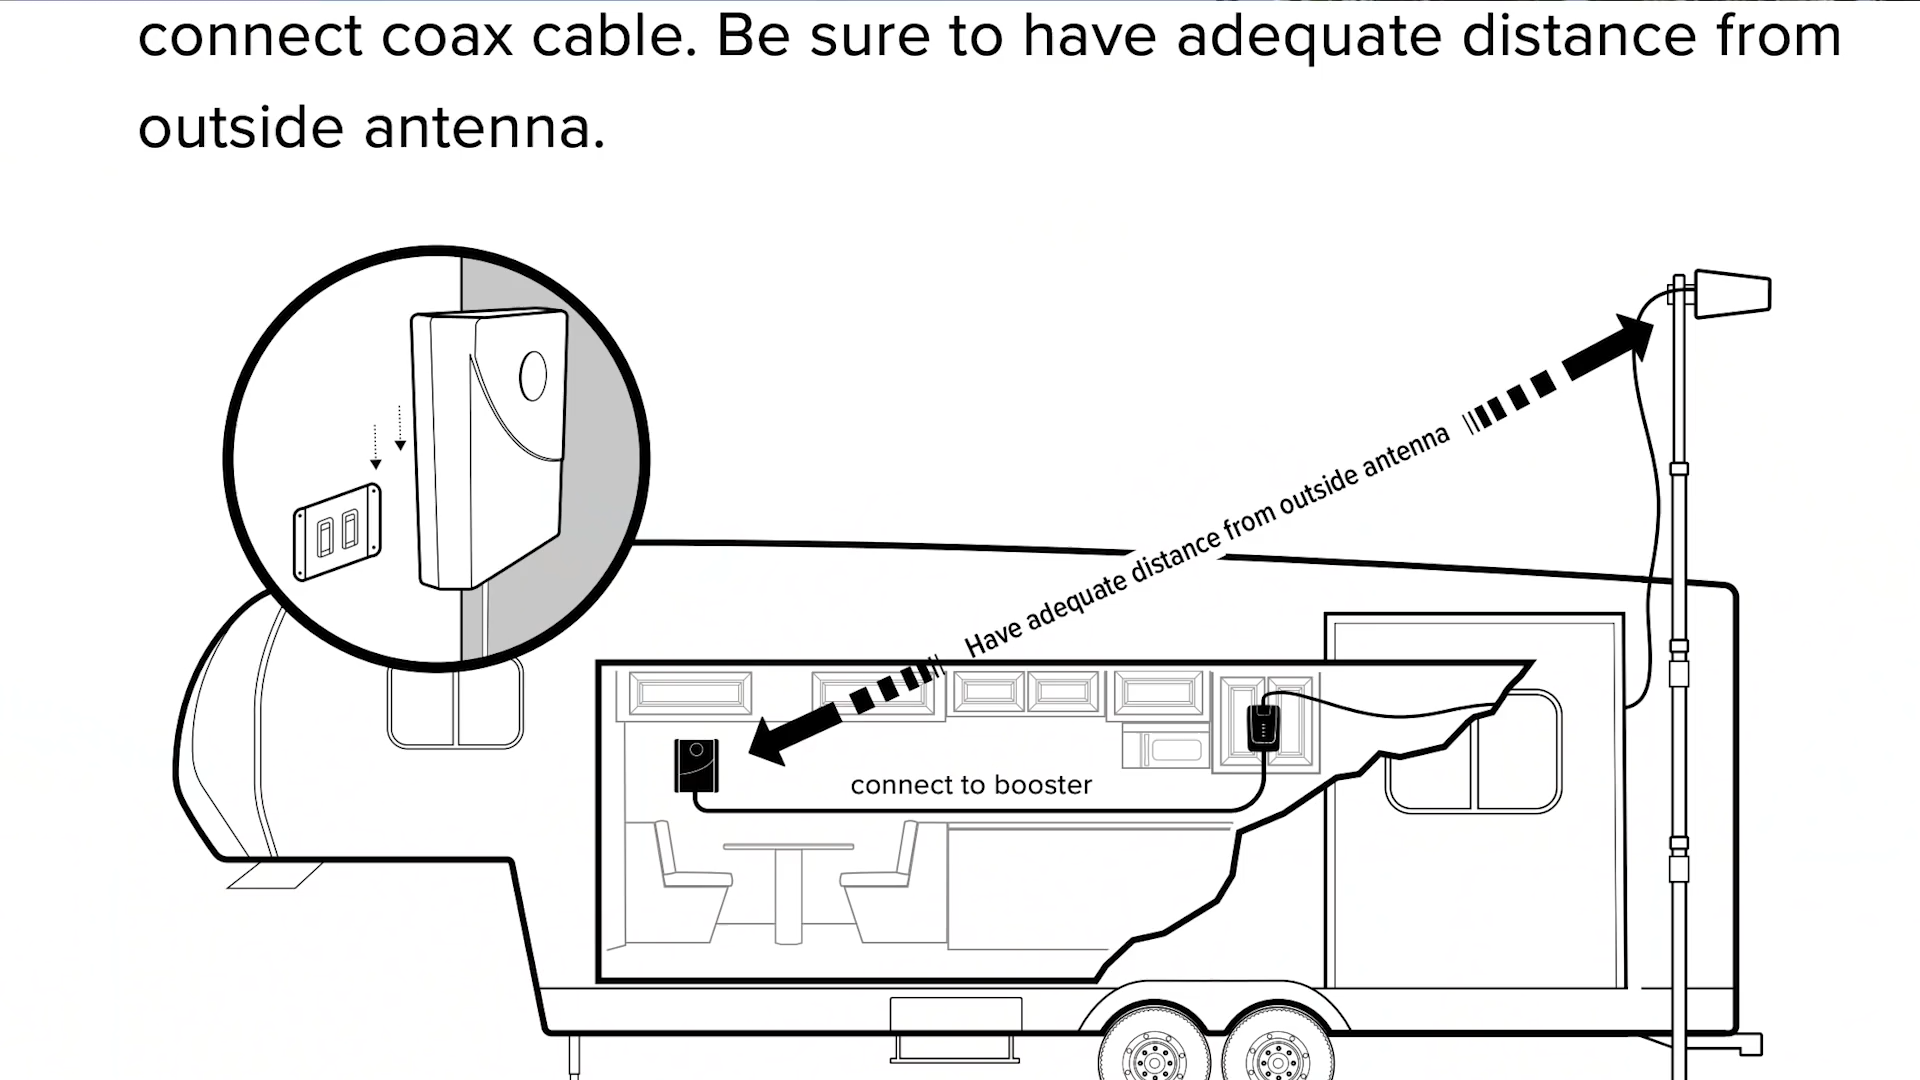 connect coax cable. Be sure to have adequate distance from
outside antenna.
Have adequate distance from outside antenna
connect to booster